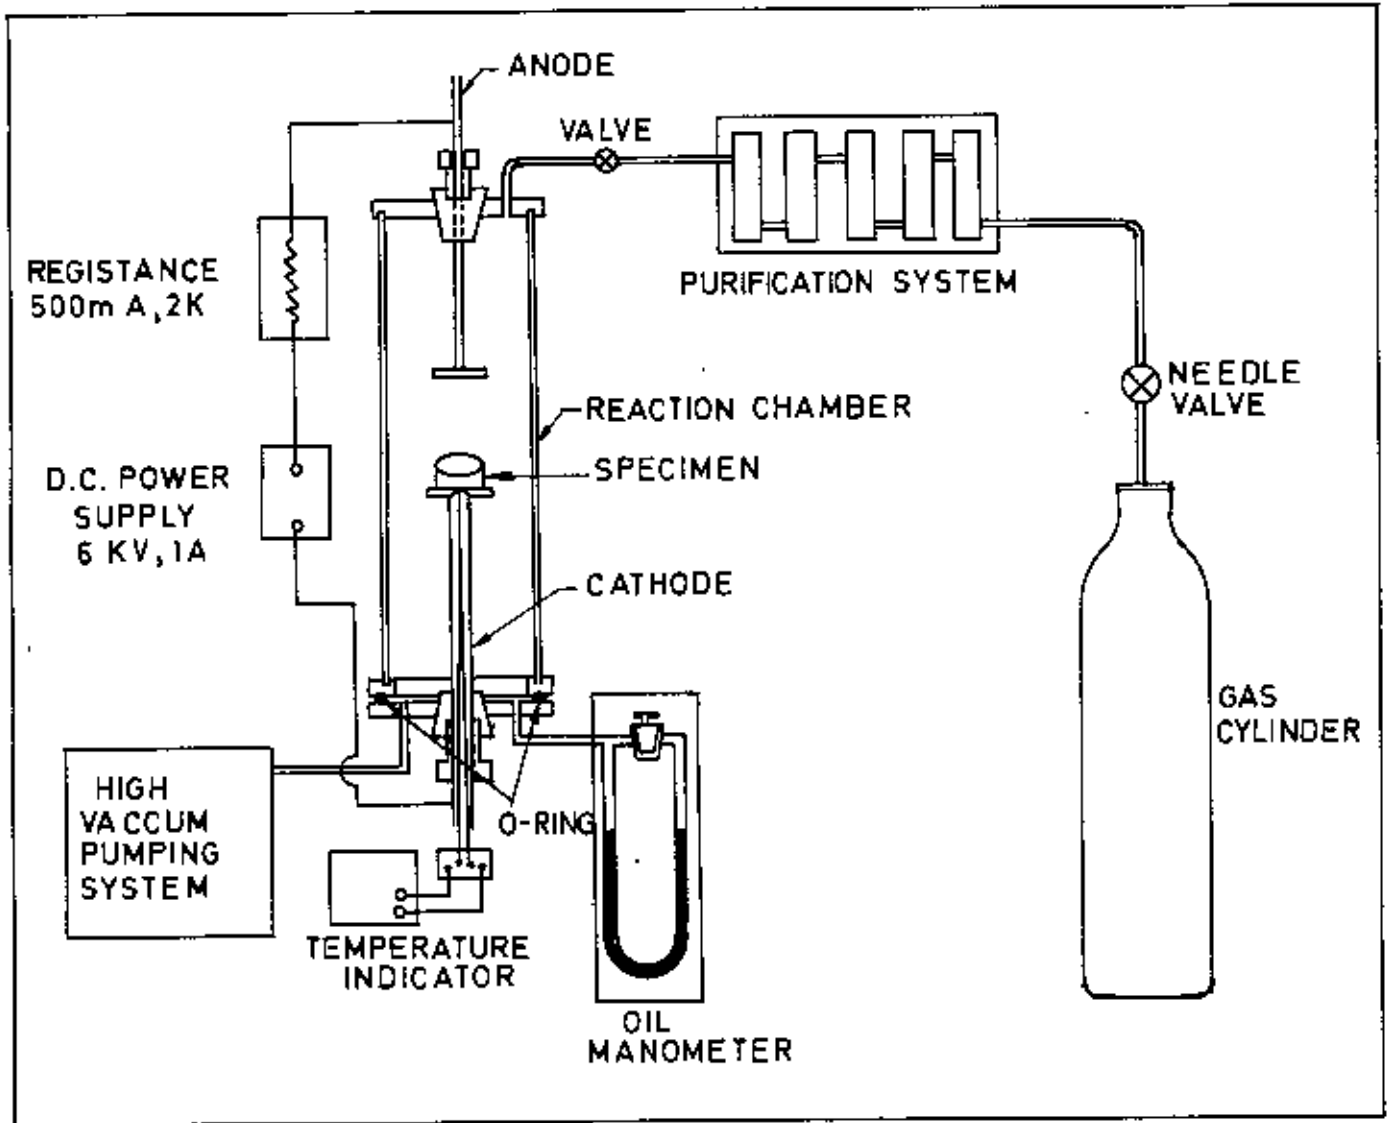 ANODE
VALVE
REGISTANCE
500m A,2K
PURIFICATION SYSTEM
NEEDLE
VALVE
REACTION CHAMBER
SPECIMEN
D.C. POWER
SUPPLY
6 KV,1A
CATHODE
GAS
CYLINDER
HIGH
VACCUM
PUMPING
SYSTEM
O-RING
TEMPERATURE
INDICATOR
OIL
MANOMETER